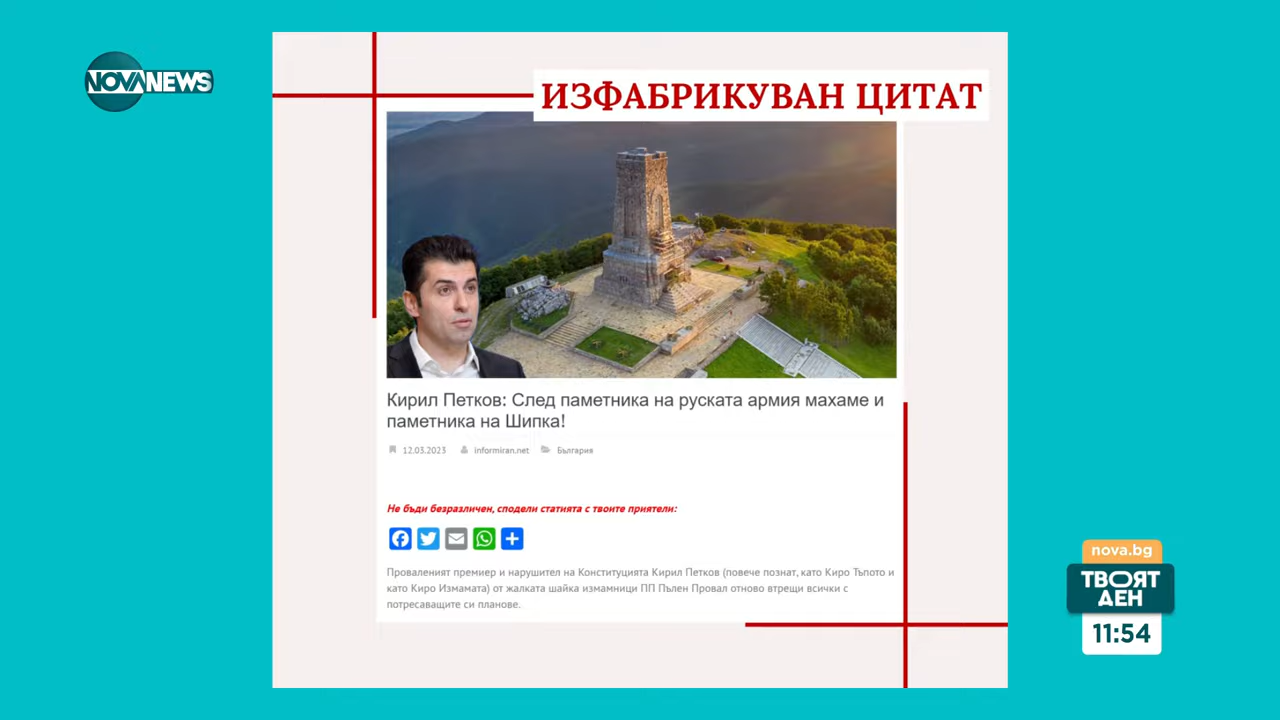 NOVANEWS
ИЗФАБРИКУВАН ЦИТАТ
Кирил Петков: След паметника на руската армия махаме и
паметника на Шипка!
12.03.2023 informiran.net България
Не бъди безразличен, сподели статията с твоите приятели:
Проваленият премиер и нарушител на Конституцията Кирил Петков (повече познат, като Киро Тъпото и
като Киро Измамата) от жалката шайка измамници ПП Пълен Провал отново втрещи всички с
потресаващите си планове.
nova.bg
ТВОЯТ
ДЕН
11:54